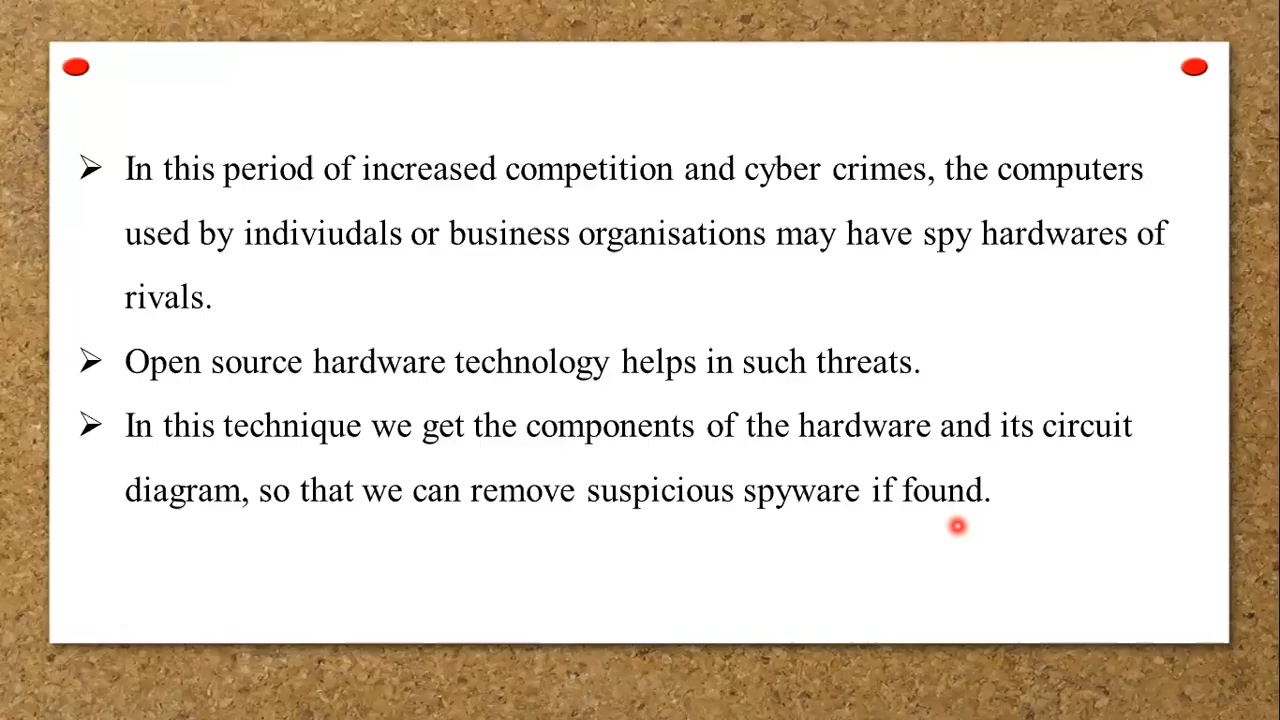 In this period of increased competition and cyber crimes, the computers
used by indiviudals or business organisations may have spy hardwares of
rivals.
Open source hardware technology helps in such threats.
In this technique we get the components of the hardware and its circuit
diagram, so that we can remove suspicious spyware if found.